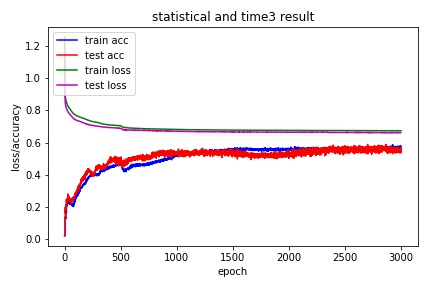 statistical and time3 result
train acc
test acc
train loss
test loss
loss/accuracy
1.2
1.0
0.8
0.6
0.4
0.2
0.0
0 500 1000 1500 2000 2500 3000
epoch